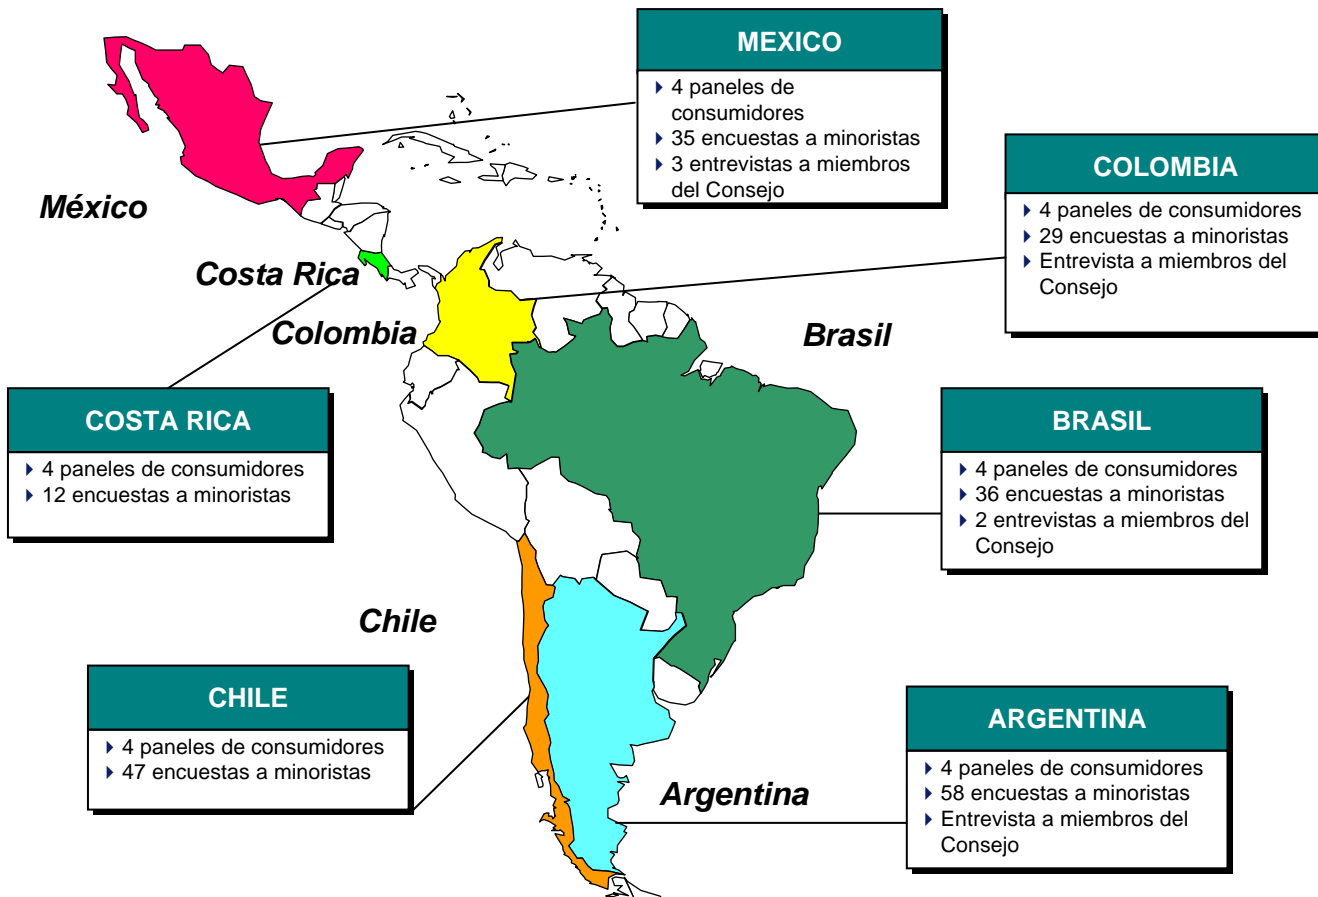 MEXICO
4 paneles de
consumidores
35 encuestas a minoristas
3 entrevistas a miembros
del Consejo
COLOMBIA
4 paneles de consumidores
29 encuestas a minoristas
Entrevista a miembros del
Consejo
México
Costa Rica
Colombia
Brasil
COSTA RICA
4 paneles de consumidores
12 encuestas a minoristas
BRASIL
4 paneles de consumidores
36 encuestas a minoristas
2 entrevistas a miembros del
Consejo
Chile
CHILE
4 paneles de consumidores
47 encuestas a minoristas
Argentina
ARGENTINA
4 paneles de consumidores
58 encuestas a minoristas
Entrevista a miembros del
Consejo